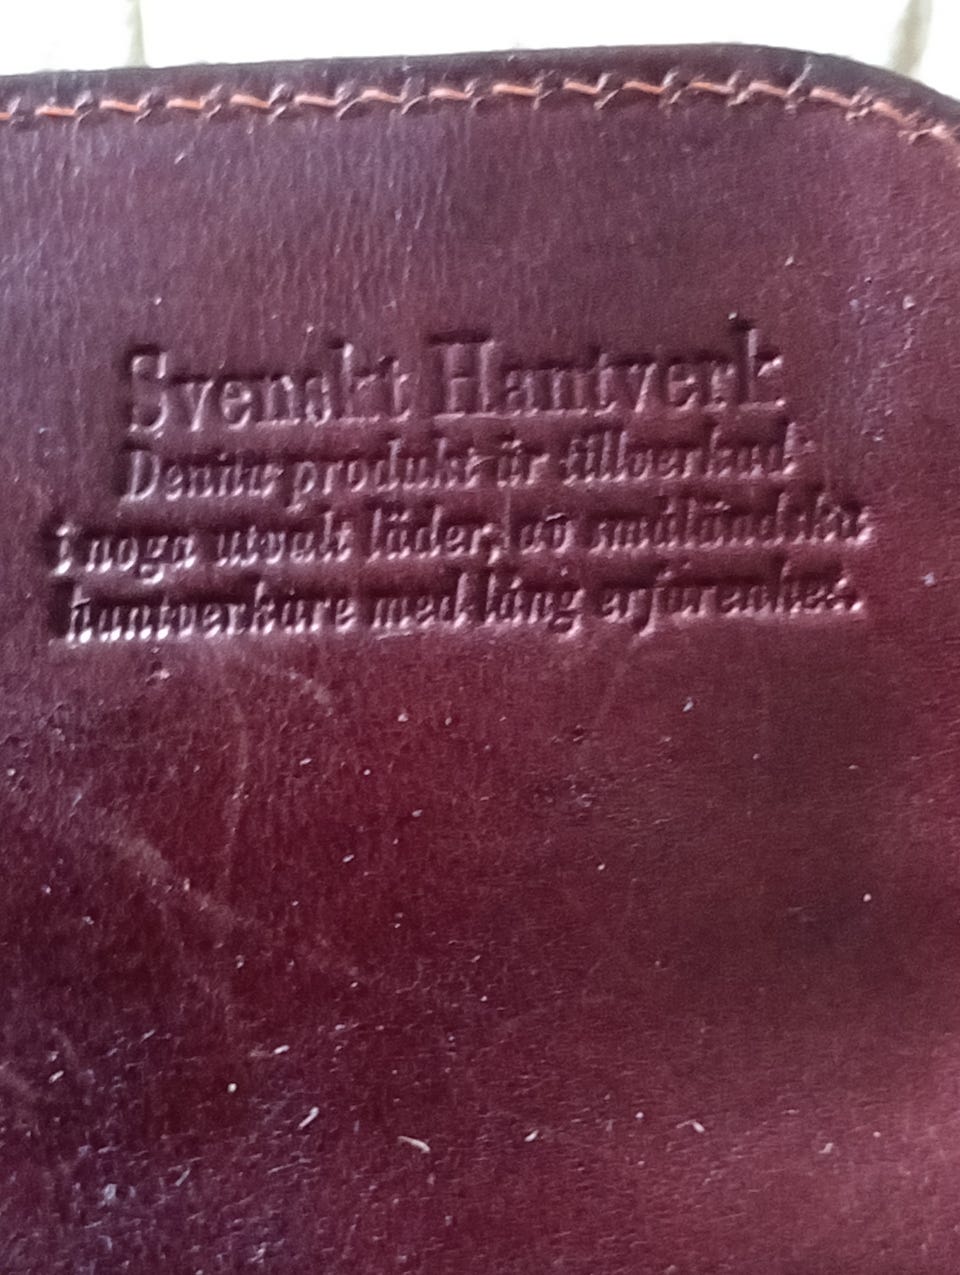 Svenskt Hantverk
Denna produkt är tillverkad
i noga utvalt läder, av småländska
hantverkare med lång erfarenhet.